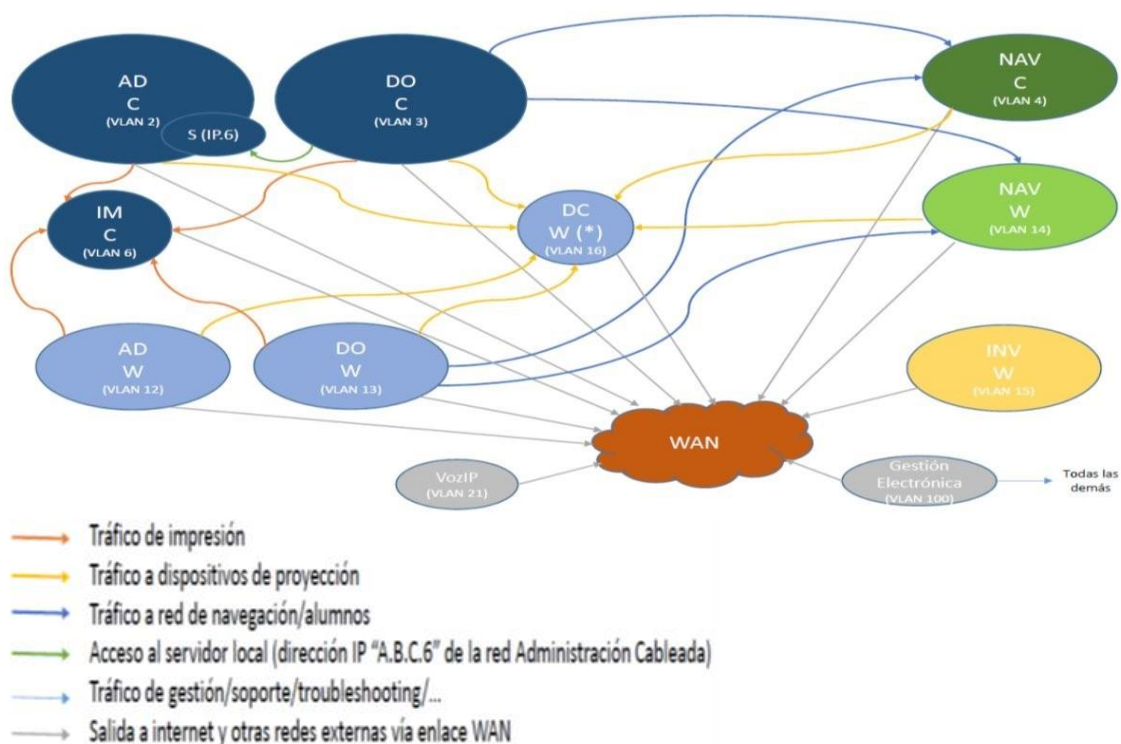 AD
C
(VLAN 2)
S (IP.6)
DO
C
(VLAN 3)
NAV
C
(VLAN 4)
IM
C
(VLAN 6)
DC
W (*)
(VLAN 16)
NAV
W
(VLAN 14)
AD
W
(VLAN 12)
DO
W
(VLAN 13)
INV
W
(VLAN 15)
WAN
VozIP
(VLAN 21)
Gestión
Electrónica
(VLAN 100)
Todas las
demás
Tráfico de impresión
Tráfico a dispositivos de proyección
Tráfico a red de navegación/alumnos
Acceso al servidor local (dirección IP “A.B.C.6” de la red Administración Cableada)
Tráfico de gestión/soporte/troubleshooting/...
Salida a internet y otras redes externas vía enlace WAN